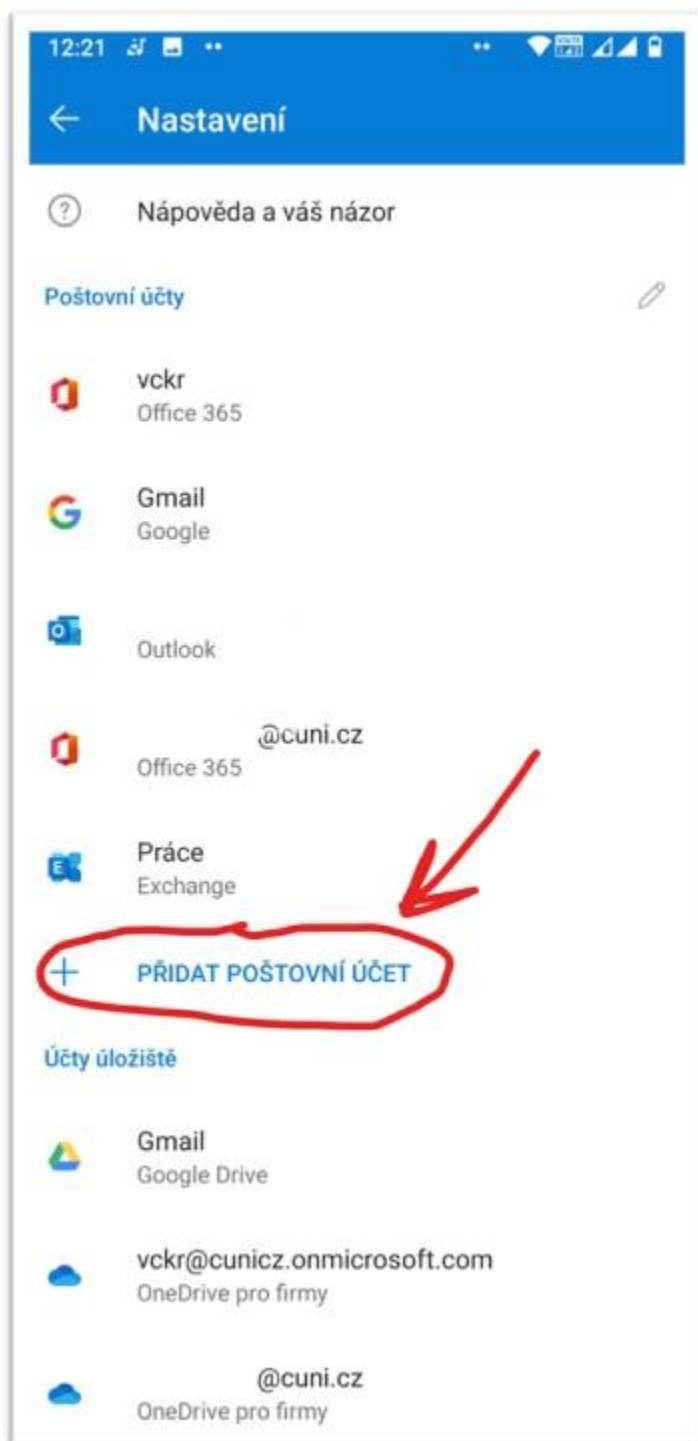 12:21
Nastavení
Nápověda a váš názor
Poštovní účty
vckr
Office 365
Gmail
Google
Outlook
@cuni.cz
Office 365
Práce
Exchange
PŘIDAT POŠTOVNÍ ÚČET
Účty úložiště
Gmail
Google Drive
vckr@cunicz.onmicrosoft.com
OneDrive pro firmy
@cuni.cz
OneDrive pro firmy